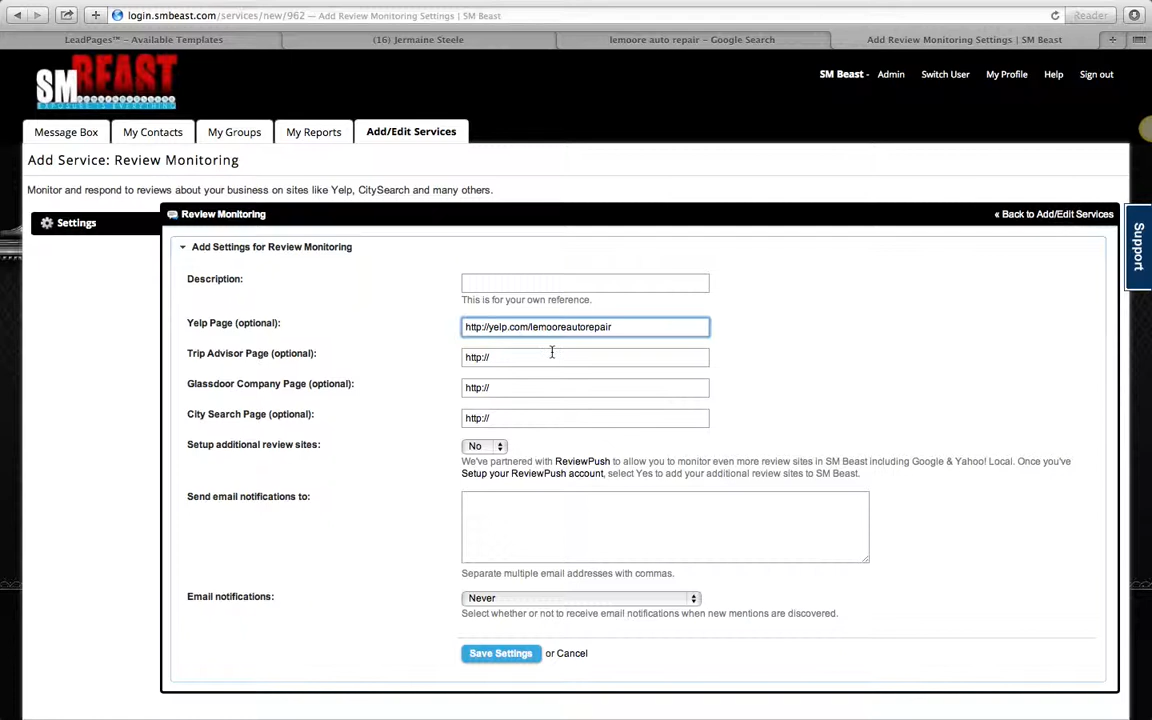 login.smbeast.com/services/new/962 — Add Review Monitoring Settings | SM Beast
Reader
LeadPages™ – Available Templates
(16) Jermaine Steele
lemoore auto repair – Google Search
Add Review Monitoring Settings | SM Beast
SMBEAST
SM Beast - Admin Switch User My Profile Help Sign out
Message Box My Contacts My Groups My Reports Add/Edit Services
Add Service: Review Monitoring
Monitor and respond to reviews about your business on sites like Yelp, CitySearch and many others.
Settings
Review Monitoring
« Back to Add/Edit Services
Support
Add Settings for Review Monitoring
Description:
This is for your own reference.
Yelp Page (optional): http://yelp.com/lemooreautorepair
Trip Advisor Page (optional): http://
Glassdoor Company Page (optional): http://
City Search Page (optional): http://
Setup additional review sites: No
We've partnered with ReviewPush to allow you to monitor even more review sites in SM Beast including Google & Yahoo! Local. Once you've
Setup your ReviewPush account, select Yes to add your additional review sites to SM Beast.
Send email notifications to:
Separate multiple email addresses with commas.
Email notifications: Never
Select whether or not to receive email notifications when new mentions are discovered.
Save Settings or Cancel